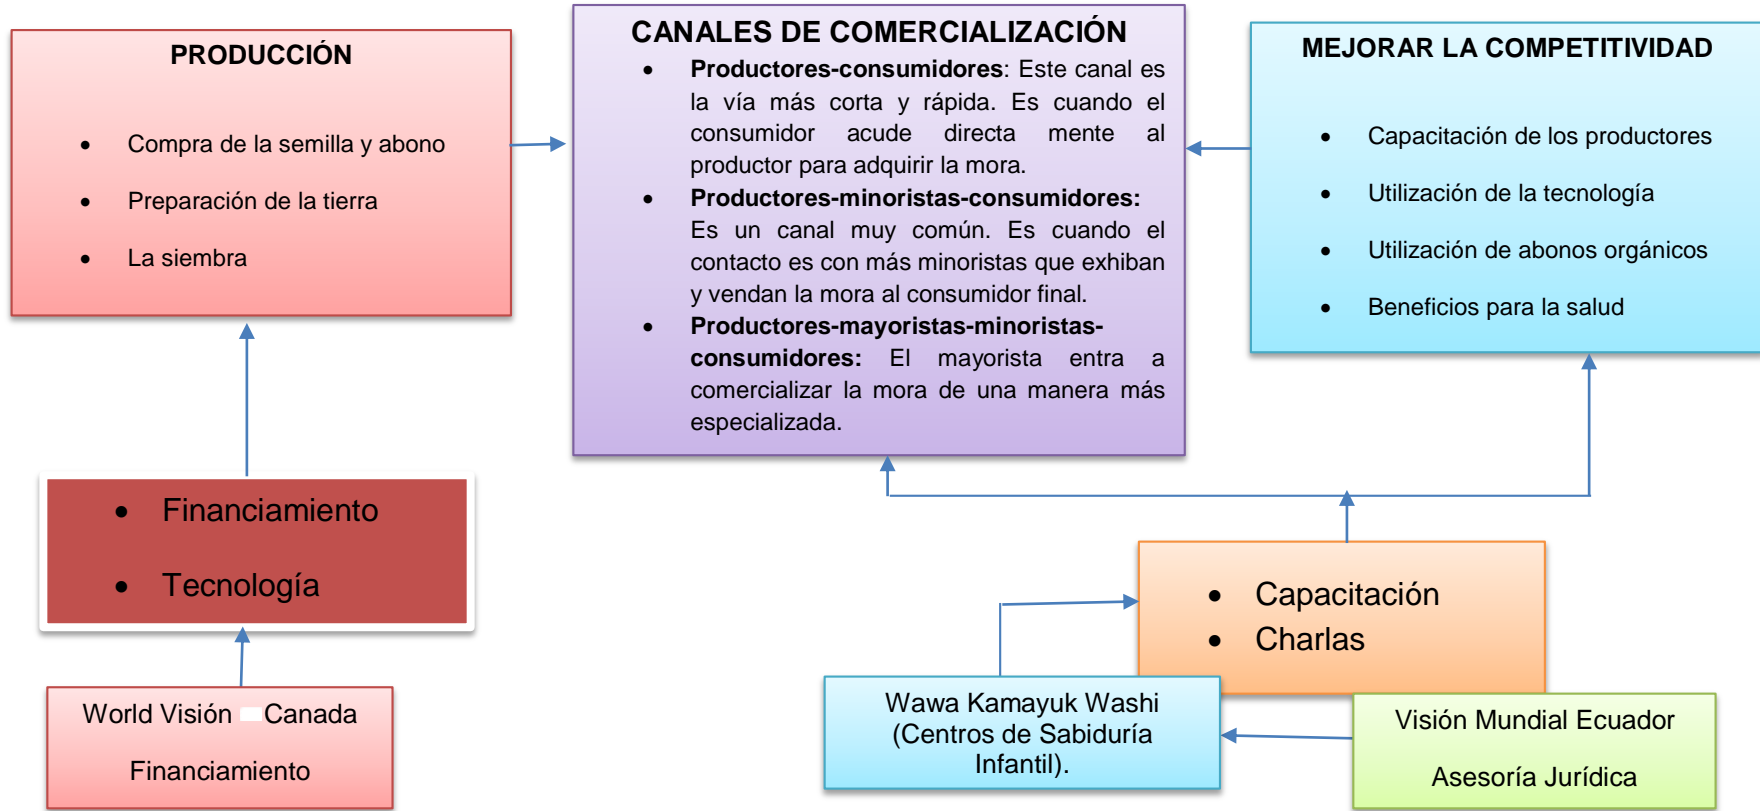 PRODUCCIÓN
• Compra de la semilla y abono
• Preparación de la tierra
• La siembra
CANALES DE COMERCIALIZACIÓN
• Productores-consumidores: Este canal es
la vía más corta y rápida. Es cuando el
consumidor acude directa mente al
productor para adquirir la mora.
• Productores-minoristas-consumidores:
Es un canal muy común. Es cuando el
contacto es con más minoristas que exhiban
y vendan la mora al consumidor final.
• Productores-mayoristas-minoristas-
consumidores: El mayorista entra a
comercializar la mora de una manera más
especializada.
MEJORAR LA COMPETITIVIDAD
• Capacitación de los productores
• Utilización de la tecnología
• Utilización de abonos orgánicos
• Beneficios para la salud
• Financiamiento
• Tecnología
• Capacitación
• Charlas
World Visión Canada
Financiamiento
Wawa Kamayuk Washi
(Centros de Sabiduría
Infantil).
Visión Mundial Ecuador
Asesoría Jurídica